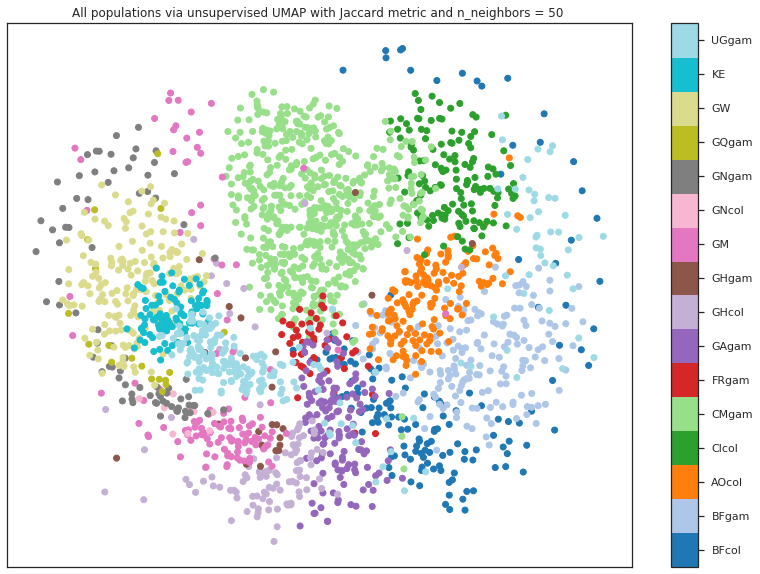 All populations via unsupervised UMAP with Jaccard metric and n_neighbors = 50
UGgam
KE
GW
GQgam
GNgam
GNcol
GM
GHgam
GHcol
GAgam
FRgam
CMgam
CIcol
AOcol
BFgam
BFcol